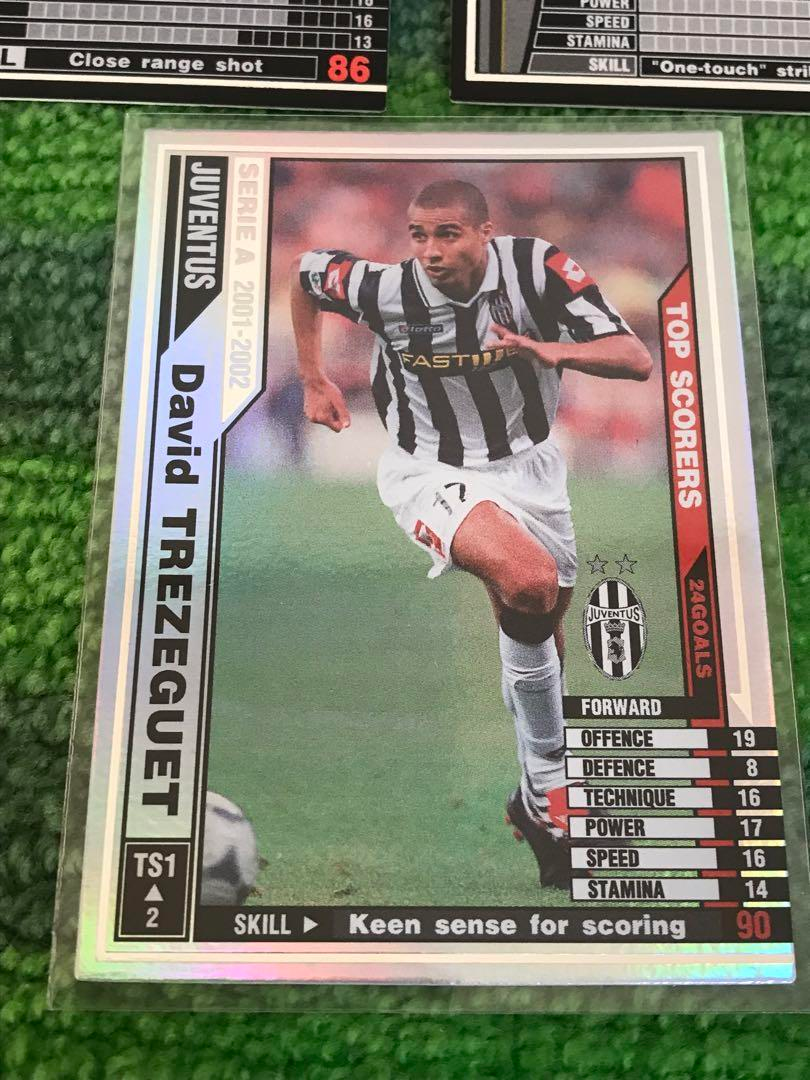 16
13
Close range shot 86
POWER
SPEED
STAMINA
SKILL "One-touch"
JUVENTUS
SERIE A 2001-2002
David TREZEGUET
TS1
▲
2
lotto
17
TOP SCORERS
24GOALS
JUVENTUS
FORWARD
OFFENCE 19
DEFENCE 8
TECHNIQUE 16
POWER 17
SPEED 16
STAMINA 14
SKILL ▶ Keen sense for scoring 90